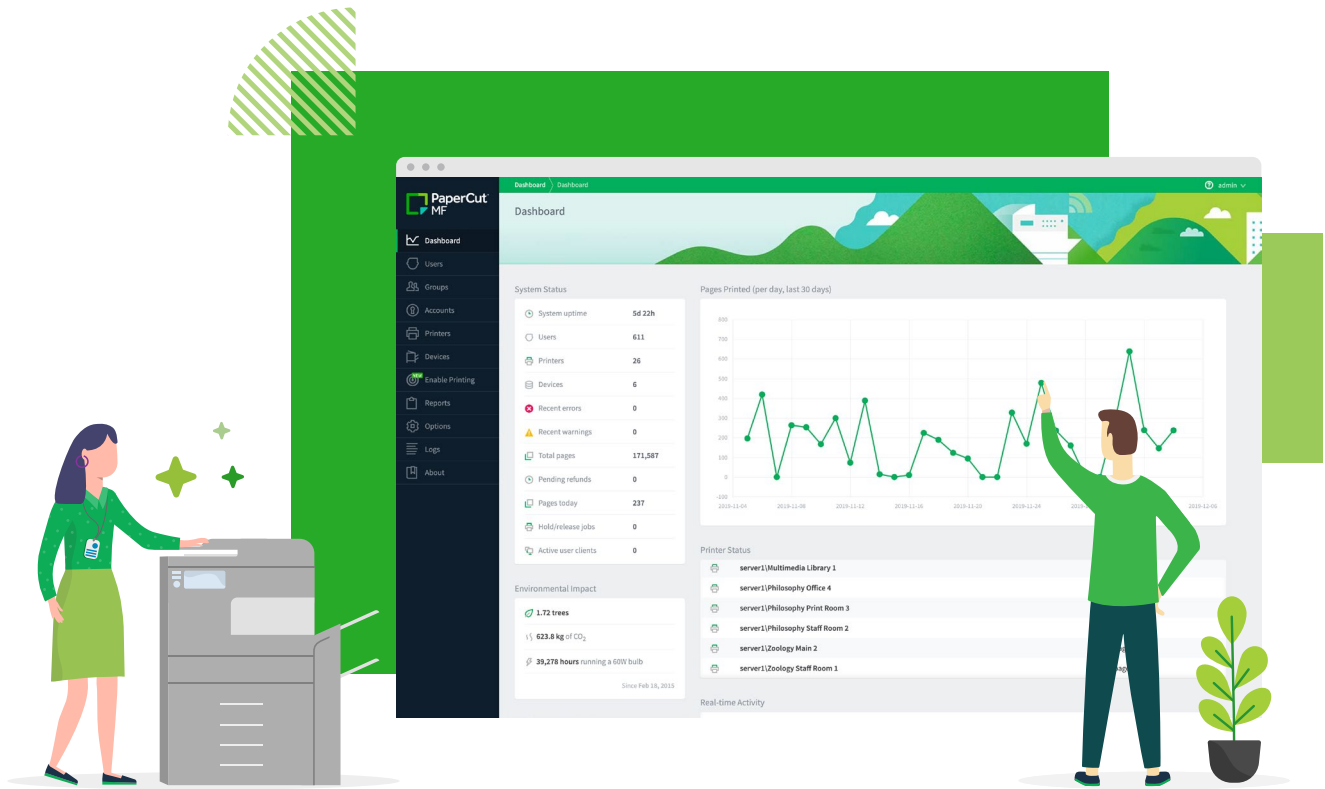 PaperCut
MF
Dashboard
Users
Groups
Accounts
Printers
Devices
NEW
Enable Printing
Reports
Options
Logs
About
Dashboard
Dashboard
admin
Dashboard
System Status
System uptime 5d 22h
Users 611
Printers 26
Devices 6
Recent errors 0
Recent warnings 0
Total pages 171,587
Pending refunds 0
Pages today 237
Hold/release jobs 0
Active user clients 0
Environmental Impact
1.72 trees
623.8 kg of CO2
39,278 hours running a 60W bulb
Since Feb 18, 2015
Pages Printed (per day, last 30 days)
800
700
600
500
400
300
200
100
0
-100
2019-11-04 2019-11-08 2019-11-12 2019-11-16 2019-11-20 2019-11-24 2019-12-06
Printer Status
server1\Multimedia Library 1
server1\Philosophy Office 4
server1\Philosophy Print Room 3
server1\Philosophy Staff Room 2
server1\Zoology Main 2
server1\Zoology Staff Room 1
Real-time Activity